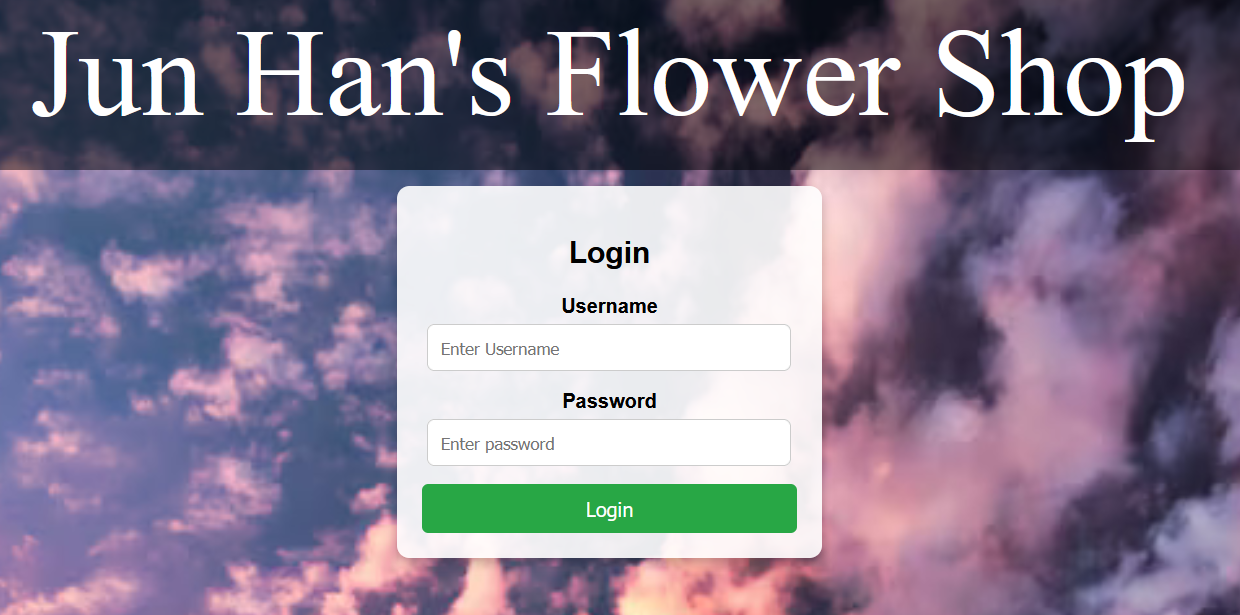 Jun Han's Flower Shop
Login
Username
Enter Username
Password
Enter password
Login